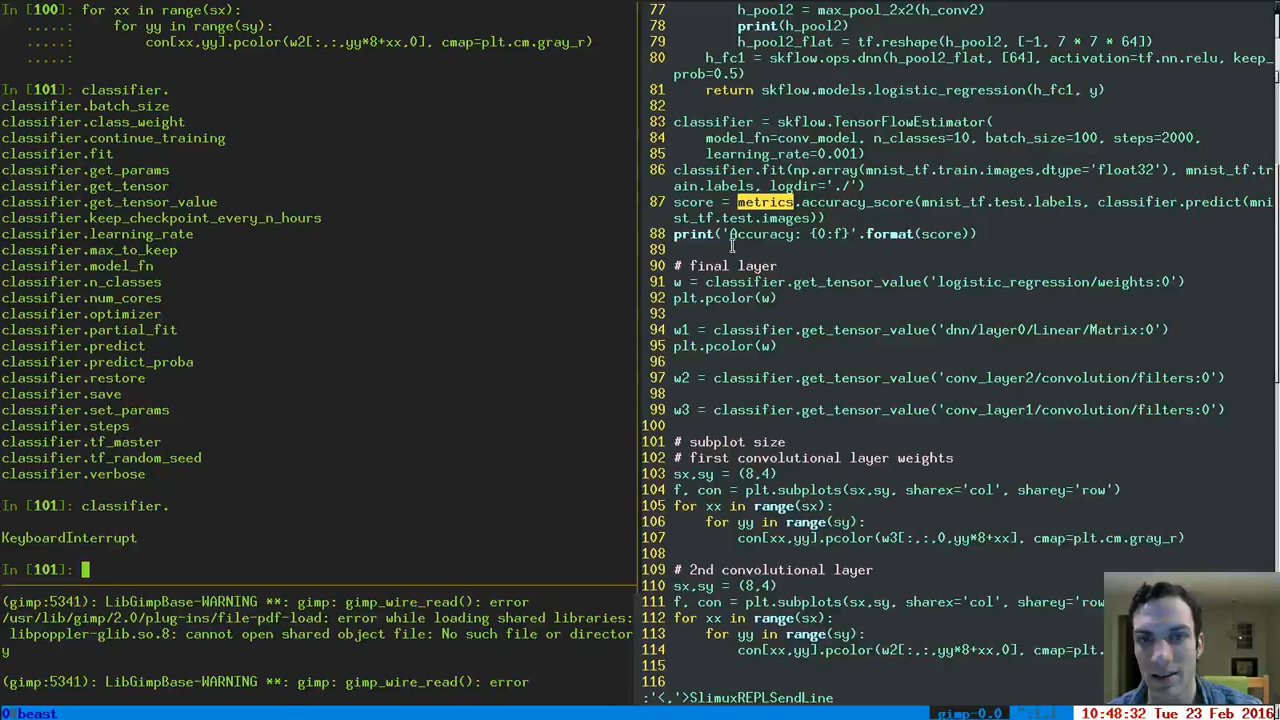 In [100]: for xx in range(sx):
.....:     for yy in range(sy):
.....:         con[xx,yy].pcolor(w2[:,:,yy*8+xx,0], cmap=plt.cm.gray_r)
.....:
In [101]: classifier.
classifier.batch_size
classifier.class_weight
classifier.continue_training
classifier.fit
classifier.get_params
classifier.get_tensor
classifier.get_tensor_value
classifier.keep_checkpoint_every_n_hours
classifier.learning_rate
classifier.max_to_keep
classifier.model_fn
classifier.n_classes
classifier.num_cores
classifier.optimizer
classifier.partial_fit
classifier.predict
classifier.predict_proba
classifier.restore
classifier.save
classifier.set_params
classifier.steps
classifier.tf_master
classifier.tf_random_seed
classifier.verbose
In [101]: classifier.
KeyboardInterrupt
In [101]:
(gimp:5341): LibGimpBase-WARNING **: gimp: gimp_wire_read(): error
/usr/lib/gimp/2.0/plug-ins/file-pdf-load: error while loading shared libraries:
libpoppler-glib.so.8: cannot open shared object file: No such file or director
y
(gimp:5341): LibGimpBase-WARNING **: gimp: gimp_wire_read(): error
77         h_pool2 = max_pool_2x2(h_conv2)
78         print(h_pool2)
79         h_pool2_flat = tf.reshape(h_pool2, [-1, 7 * 7 * 64])
80     h_fc1 = skflow.ops.dnn(h_pool2_flat, [64], activation=tf.nn.relu, keep_
prob=0.5)
81     return skflow.models.logistic_regression(h_fc1, y)
82
83 classifier = skflow.TensorFlowEstimator(
84     model_fn=conv_model, n_classes=10, batch_size=100, steps=2000,
85     learning_rate=0.001)
86 classifier.fit(np.array(mnist_tf.train.images,dtype='float32'), mnist_tf.tr
ain.labels, logdir='./')
87 score = metrics.accuracy_score(mnist_tf.test.labels, classifier.predict(mni
st_tf.test.images))
88 print('Accuracy: {0:f}'.format(score))
89
90 # final layer
91 w = classifier.get_tensor_value('logistic_regression/weights:0')
92 plt.pcolor(w)
93
94 w1 = classifier.get_tensor_value('dnn/layer0/Linear/Matrix:0')
95 plt.pcolor(w)
96
97 w2 = classifier.get_tensor_value('conv_layer2/convolution/filters:0')
98
99 w3 = classifier.get_tensor_value('conv_layer1/convolution/filters:0')
100
101 # subplot size
102 # first convolutional layer weights
103 sx,sy = (8,4)
104 f, con = plt.subplots(sx,sy, sharex='col', sharey='row')
105 for xx in range(sx):
106     for yy in range(sy):
107         con[xx,yy].pcolor(w3[:,:,0,yy*8+xx], cmap=plt.cm.gray_r)
108
109 # 2nd convolutional layer
110 sx,sy = (8,4)
111 f, con = plt.subplots(sx,sy, sharex='col', sharey='row
112 for xx in range(sx):
113     for yy in range(sy):
114         con[xx,yy].pcolor(w2[:,:,yy*8+xx,0], cmap=plt.
115
116
:'<,'>SlimuxREPLSendLine
0 beast
gimp-0.0
10:48:32 Tue 23 Feb 2016